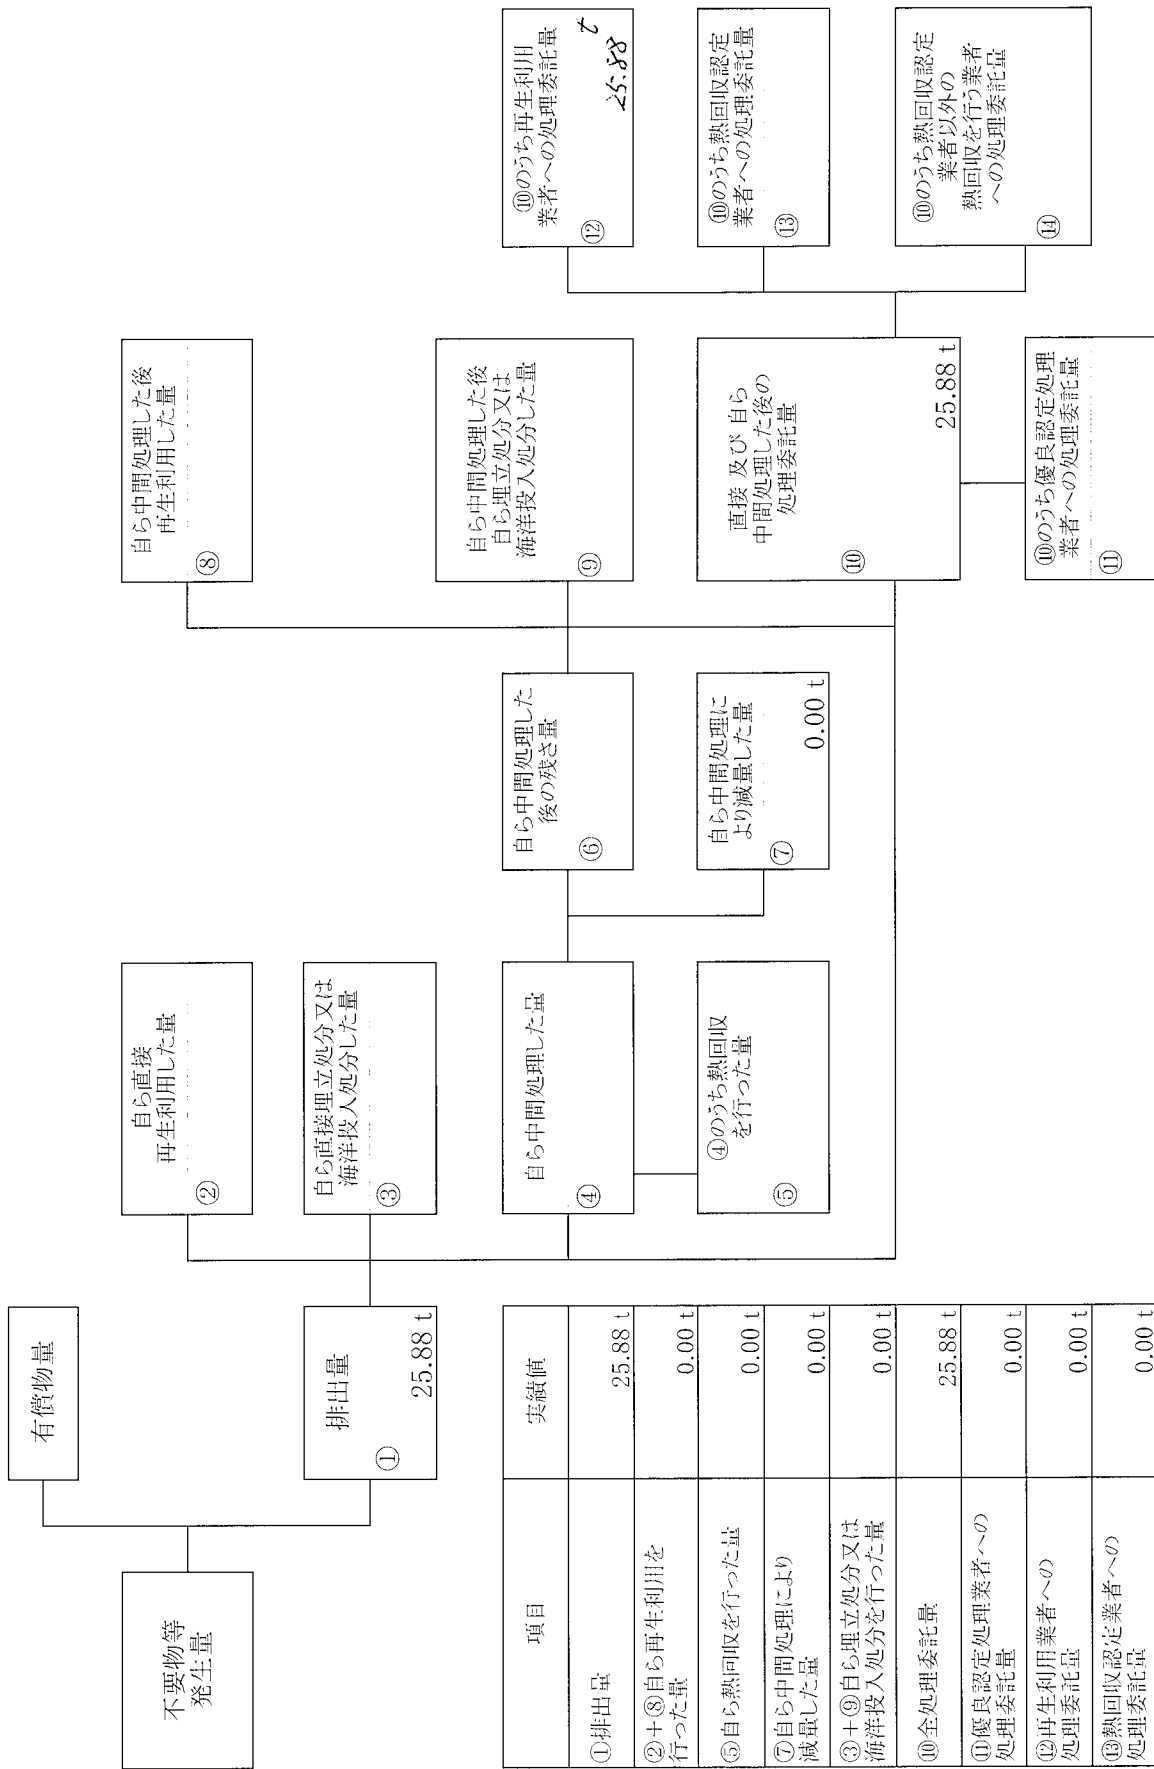 不要物等
発生量
有償物量
排出量
①
25.88 t
自ら直接
再生利用した量
②
自ら直接埋立処分又は
海洋投入処分した量
③
自ら中間処理した量
④
④のうち熱回収
を行った量
⑤
自ら中間処理した
後の残さ量
⑥
自ら中間処理に
より減量した量
⑦
0.00 t
自ら中間処理した後
再生利用した量
⑧
自ら中間処理した後
自ら埋立処分又は
海洋投入処分した量
⑨
直接 及び 自ら
中間処理した後の
処理委託量
⑩
25.88 t
⑩のうち優良認定処理
業者への処理委託量
⑪
⑩のうち再生利用
業者への処理委託量
⑫
25.88 t
⑩のうち熱回収認定
業者への処理委託量
⑬
⑩のうち熱回収認定
業者以外の
熱回収を行う業者
への処理委託量
⑭
項目 実績値
①排出量 25.88 t
②+⑧自ら再生利用を
行った量 0.00 t
⑤自ら熱回収を行った量 0.00 t
⑦自ら中間処理により
減量した量 0.00 t
③+⑨自ら埋立処分又は
海洋投入処分を行った量 0.00 t
⑩全処理委託量 25.88 t
⑪優良認定処理業者への
処理委託量 0.00 t
⑫再生利用業者への
処理委託量 0.00 t
⑬熱回収認定業者への
処理委託量 0.00 t